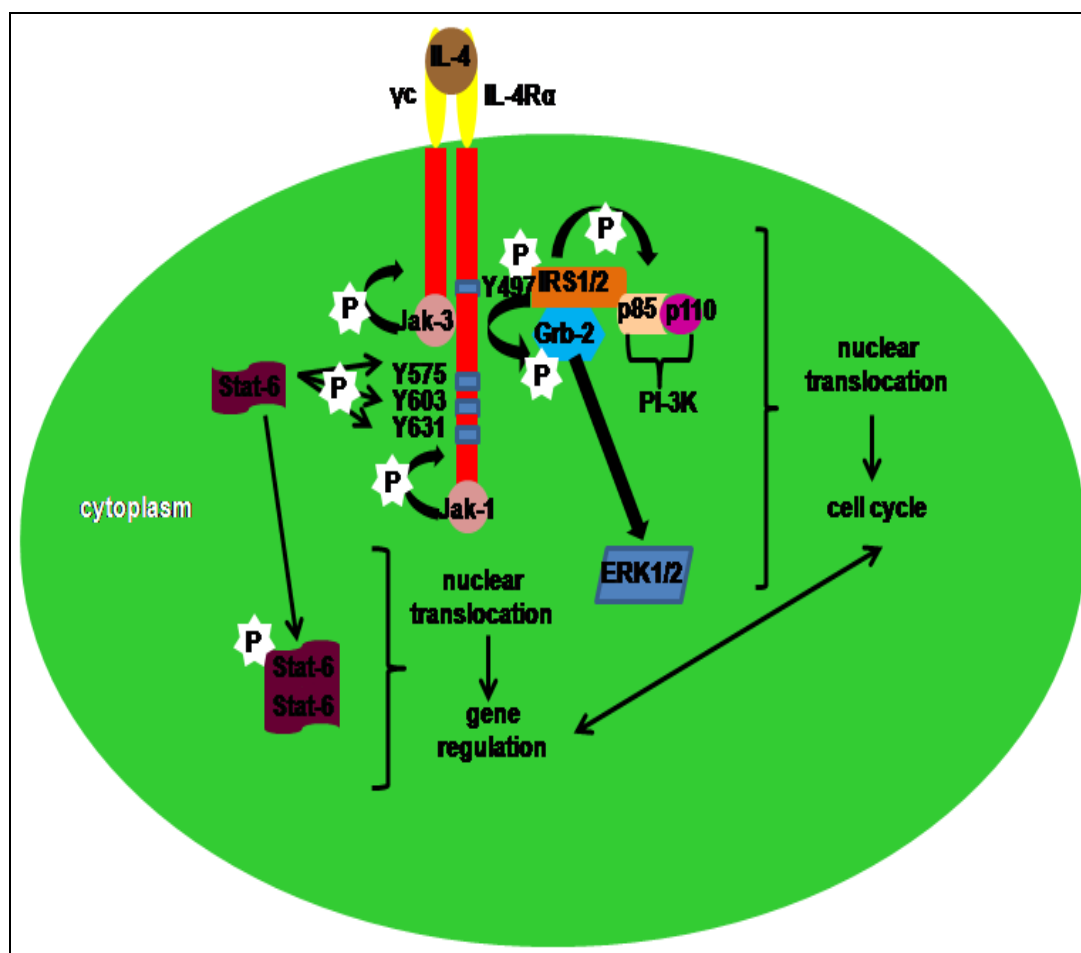 IL-4
γc
IL-4Rα
P
P
Y497
IRS1/2
p85
p110
Grb-2
P
PI-3K
P
Jak-3
Stat-6
P
Y575
Y603
Y631
P
Jak-1
cytoplasm
nuclear
translocation
cell cycle
ERK1/2
nuclear
translocation
gene
regulation
P
Stat-6
Stat-6